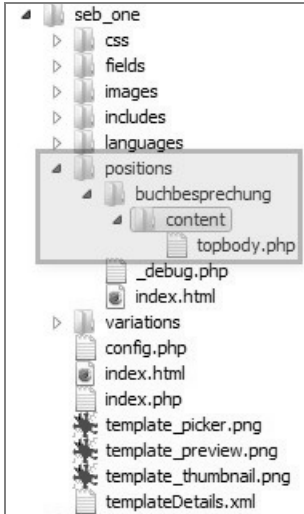 seb_one
css
fields
images
includes
languages
positions
buchbesprechung
content
topbody.php
_debug.php
index.html
variations
config.php
index.html
index.php
template_picker.png
template_preview.png
template_thumbnail.png
templateDetails.xml